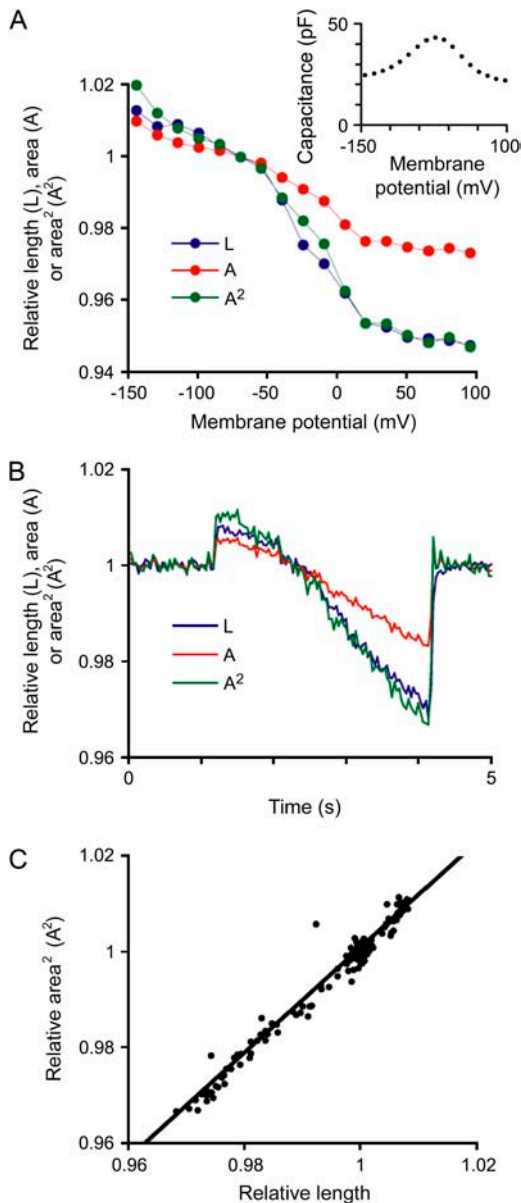 A
Relative length (L), area (A)
or area² (A²)
1.02
1
0.98
0.96
0.94
-150
-100
-50
0
50
100
Membrane potential (mV)
L
A
A²
Capacitance (pF)
50
0
-150
100
Membrane
potential (mV)
B
Relative length (L), area (A)
or area² (A²)
1.02
1
0.98
0.96
0
5
Time (s)
L
A
A²
C
Relative area² (A²)
1.02
1
0.98
0.96
0.96
0.98
1
1.02
Relative length